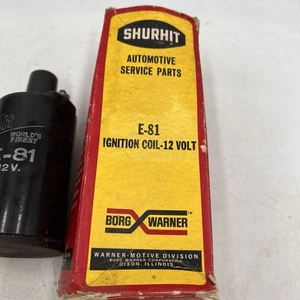 SHURHIT
AUTOMOTIVE
SERVICE PARTS
E-81
IGNITION COIL-12 VOLT
BORG WARNER
WARNER-MOTIVE DIVISION
BORG WARNER CORPORATION
DIXON, ILLINOIS
WORLD'S
FINEST
E-81
12V.